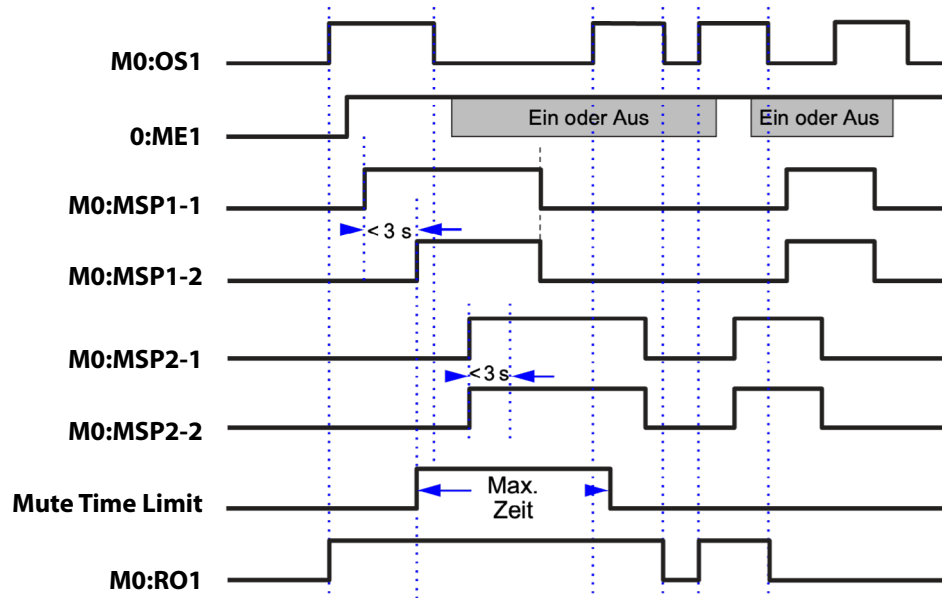 M0:OS1
0:ME1
Ein oder Aus
Ein oder Aus
M0:MSP1-1
< 3 s
M0:MSP1-2
M0:MSP2-1
< 3 s
M0:MSP2-2
Mute Time Limit
Max.
Zeit
M0:RO1